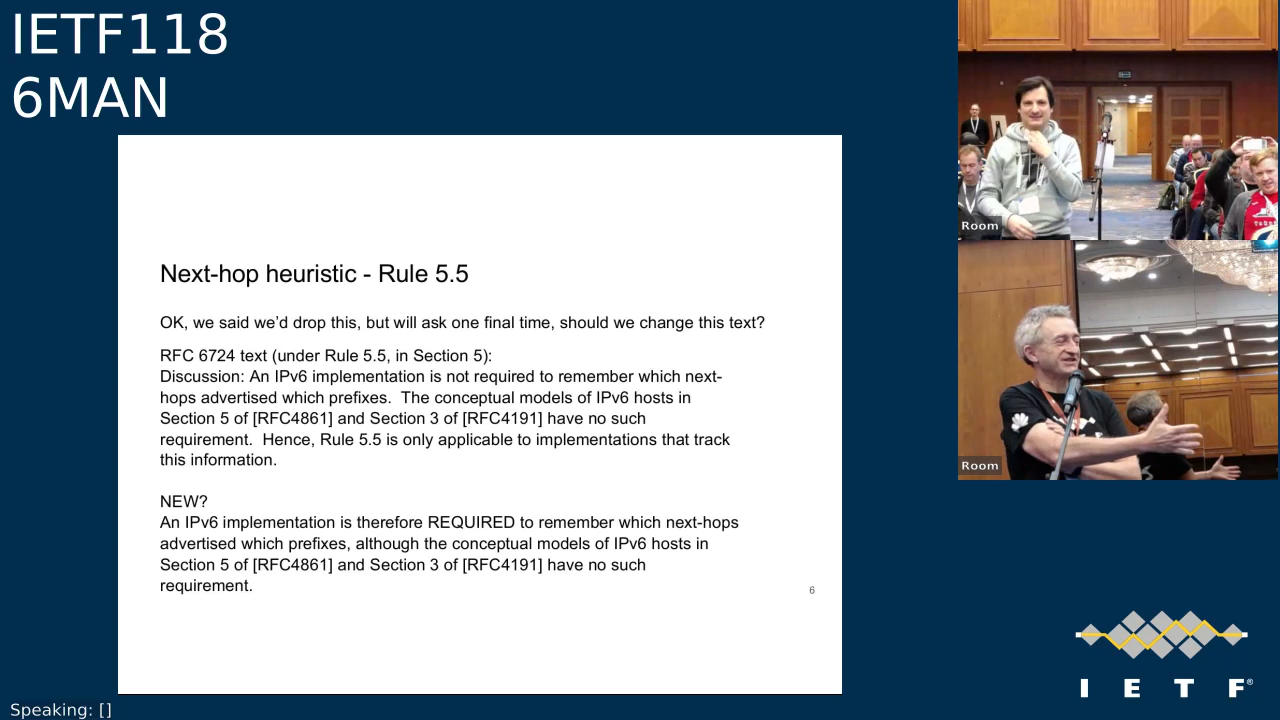 IETF118
6MAN
Next-hop heuristic - Rule 5.5
OK, we said we’d drop this, but will ask one final time, should we change this text?
RFC 6724 text (under Rule 5.5, in Section 5):
Discussion: An IPv6 implementation is not required to remember which next-
hops advertised which prefixes.  The conceptual models of IPv6 hosts in
Section 5 of [RFC4861] and Section 3 of [RFC4191] have no such
requirement.  Hence, Rule 5.5 is only applicable to implementations that track
this information.
NEW?
An IPv6 implementation is therefore REQUIRED to remember which next-hops
advertised which prefixes, although the conceptual models of IPv6 hosts in
Section 5 of [RFC4861] and Section 3 of [RFC4191] have no such
requirement.
6
Room
Room
I E T F®
Speaking: []